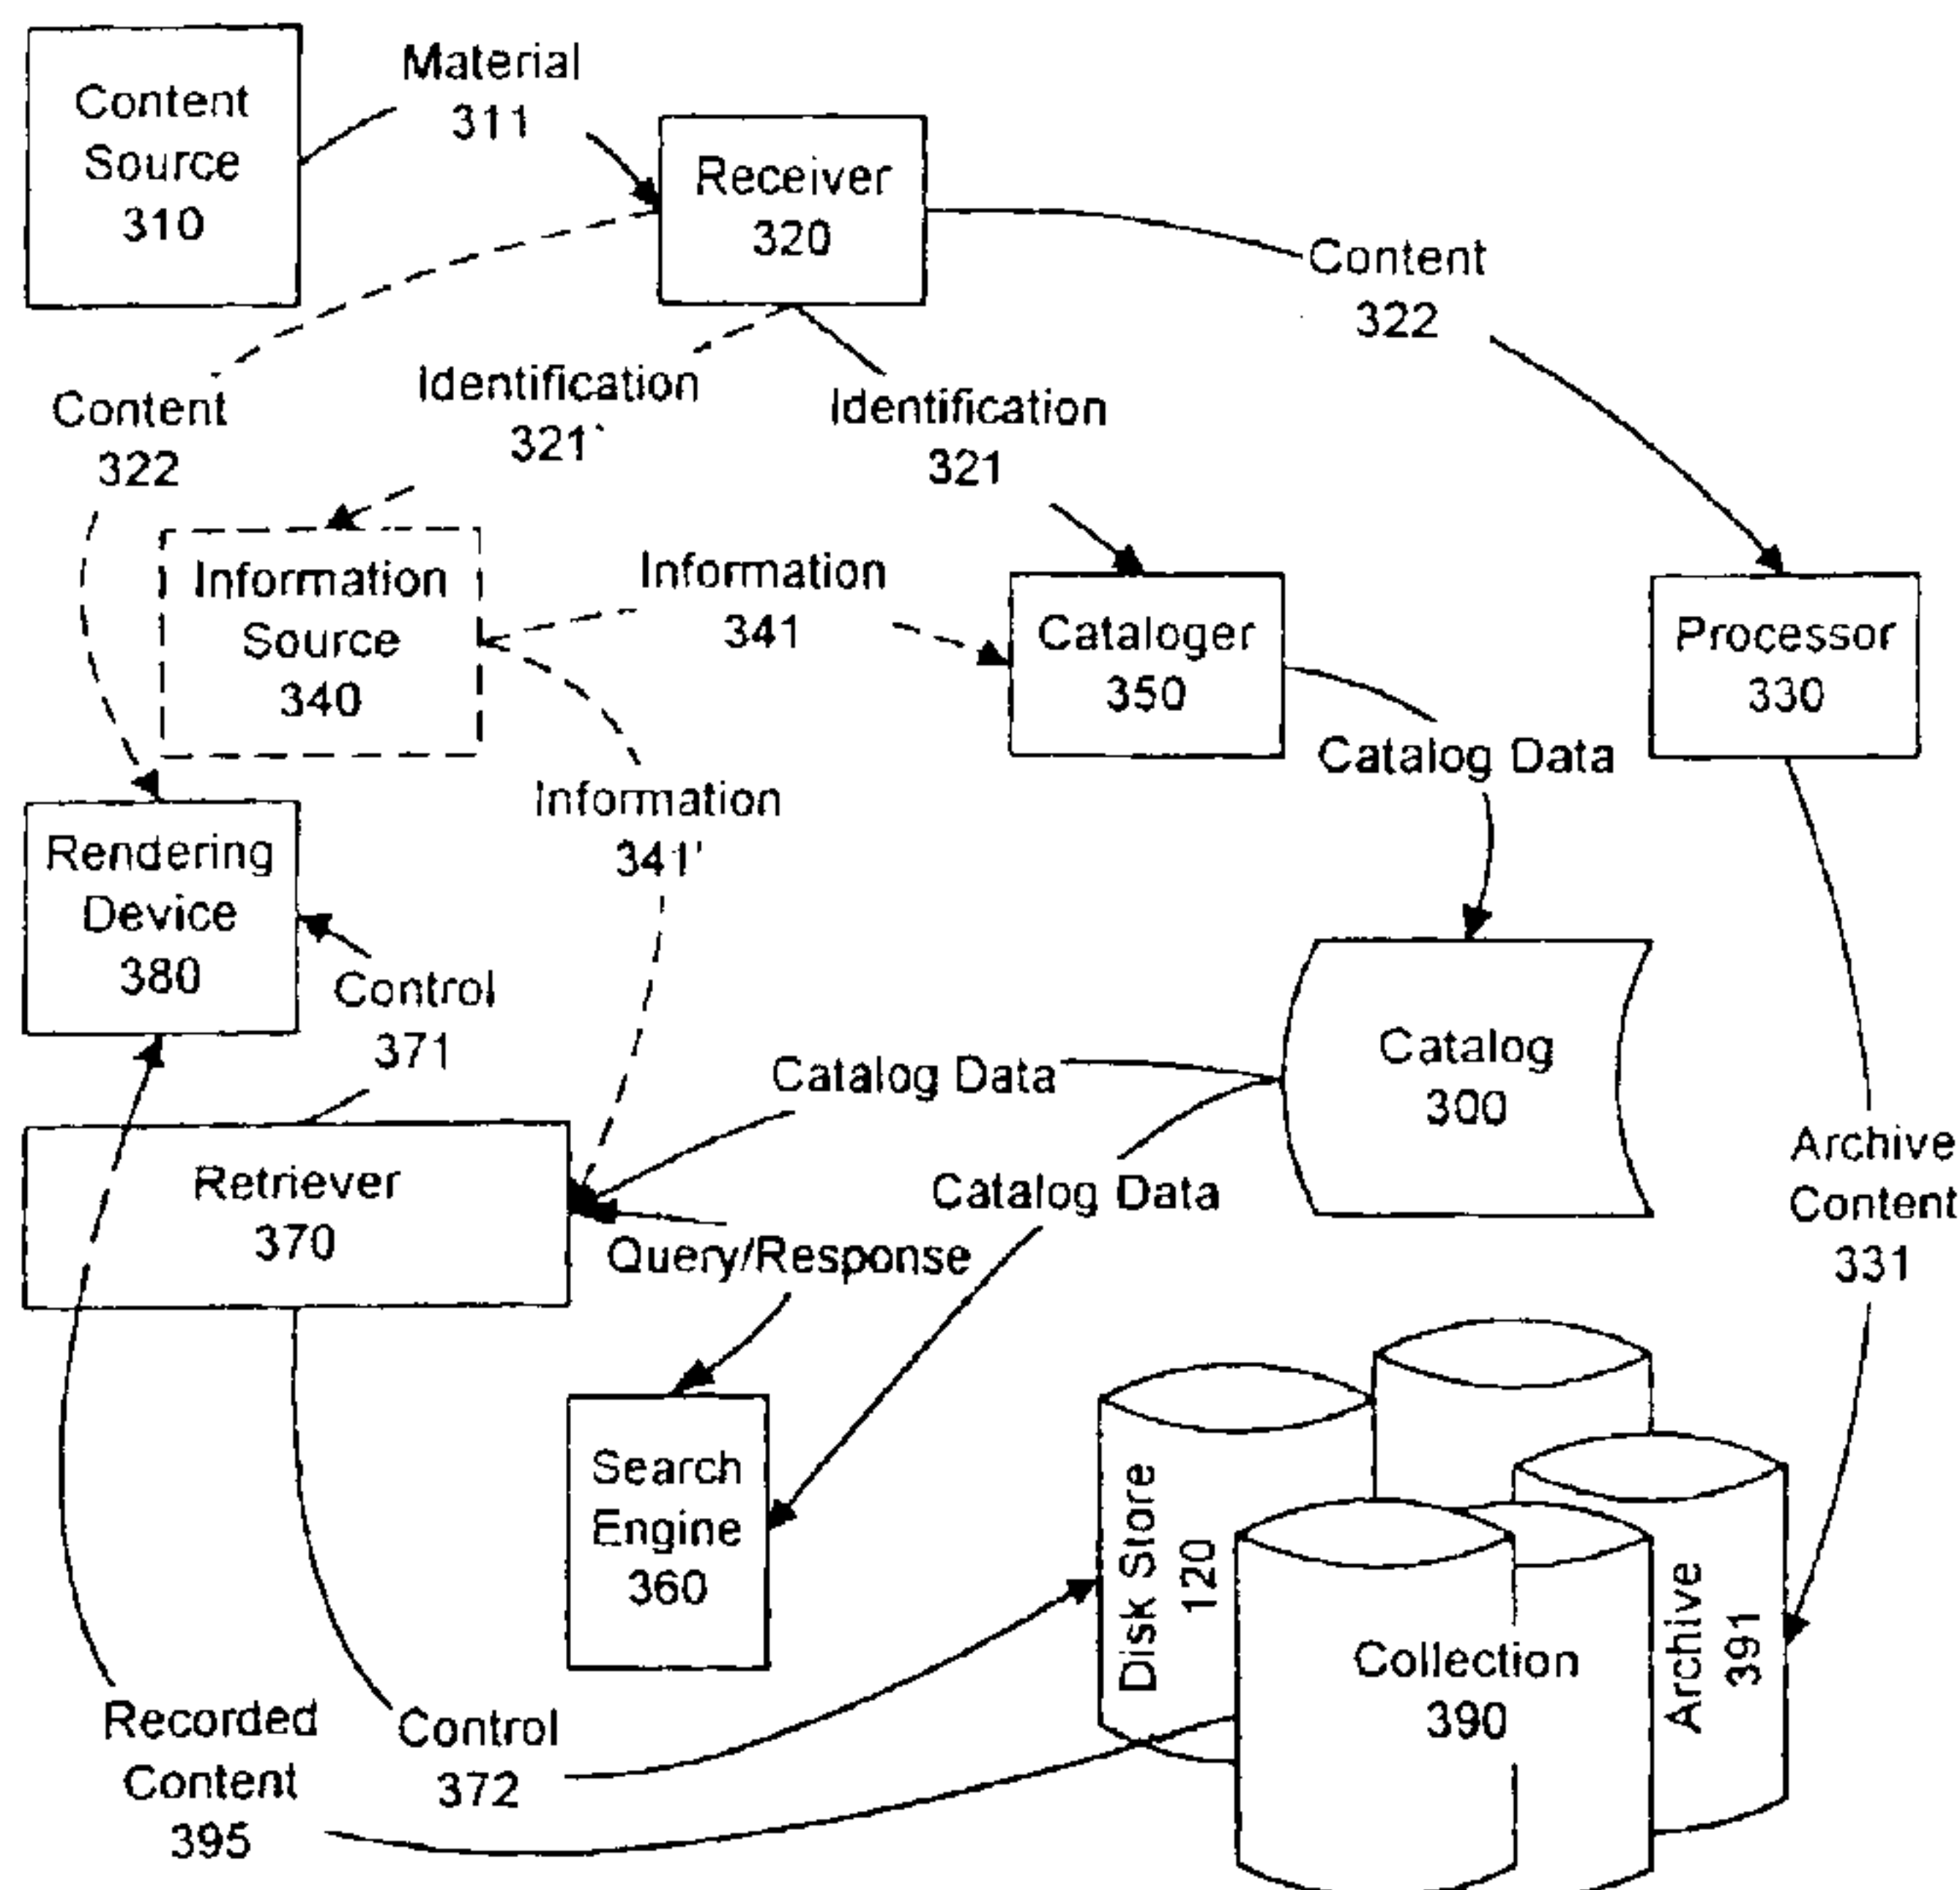 Content
Source
310
Material
311
Receiver
320
Content
322
Content
322
Identification
321'
Identification
321
Information
Source
340
Information
341
Cataloger
350
Processor
330
Catalog Data
Information
341'
Rendering
Device
380
Control
371
Catalog
300
Catalog Data
Catalog Data
Archive
Content
331
Retriever
370
Query/Response
Search
Engine
360
Disk Store
120
Collection
390
Archive
391
Recorded
Content
395
Control
372